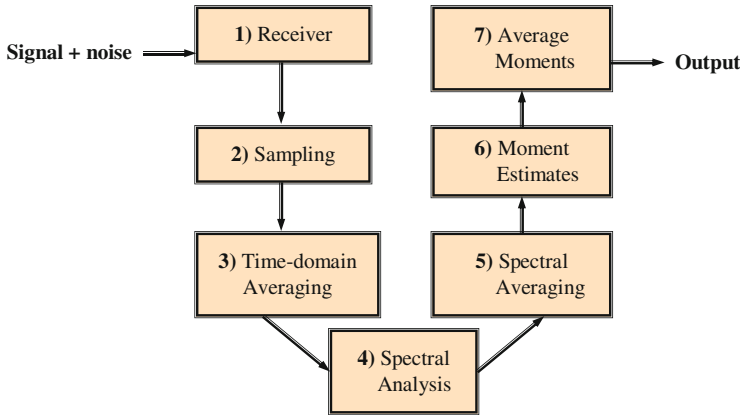 Signal + noise
1) Receiver
2) Sampling
3) Time-domain
Averaging
4) Spectral
Analysis
5) Spectral
Averaging
6) Moment
Estimates
7) Average
Moments
Output